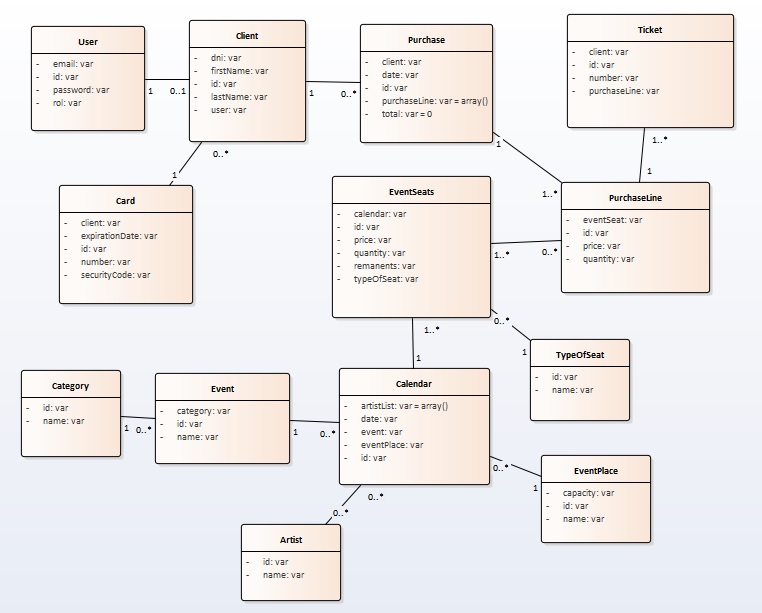 User
- email: var
- id: var
- password: var
- rol: var
1
0..1
Client
- dni: var
- firstName: var
- id: var
- lastName: var
- user: var
1
0..*
Purchase
- client: var
- date: var
- id: var
- purchaseLine: var = array()
- total: var = 0
1
1..*
Ticket
- client: var
- id: var
- number: var
- purchaseLine: var
1..*
1
0..*
1
Card
- client: var
- expirationDate: var
- id: var
- number: var
- securityCode: var
EventSeats
- calendar: var
- id: var
- price: var
- quantity: var
- remanents: var
- typeOfSeat: var
1..*
0..*
PurchaseLine
- eventSeat: var
- id: var
- price: var
- quantity: var
0..*
1
1..*
1
TypeOfSeat
- id: var
- name: var
Category
- id: var
- name: var
1
0..*
Event
- category: var
- id: var
- name: var
1
0..*
Calendar
- artistList: var = array()
- date: var
- event: var
- eventPlace: var
- id: var
0..*
1
EventPlace
- capacity: var
- id: var
- name: var
0..*
0..*
Artist
- id: var
- name: var